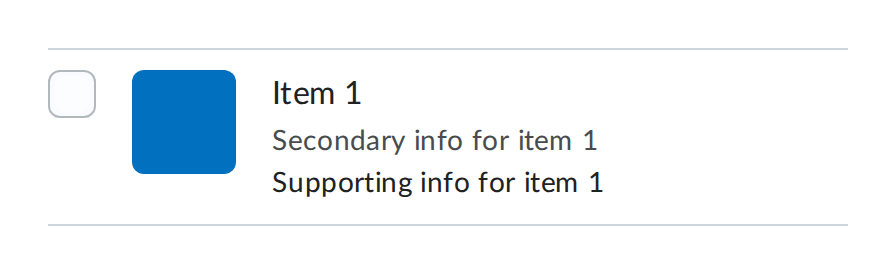 Item 1
Secondary info for item 1
Supporting info for item 1